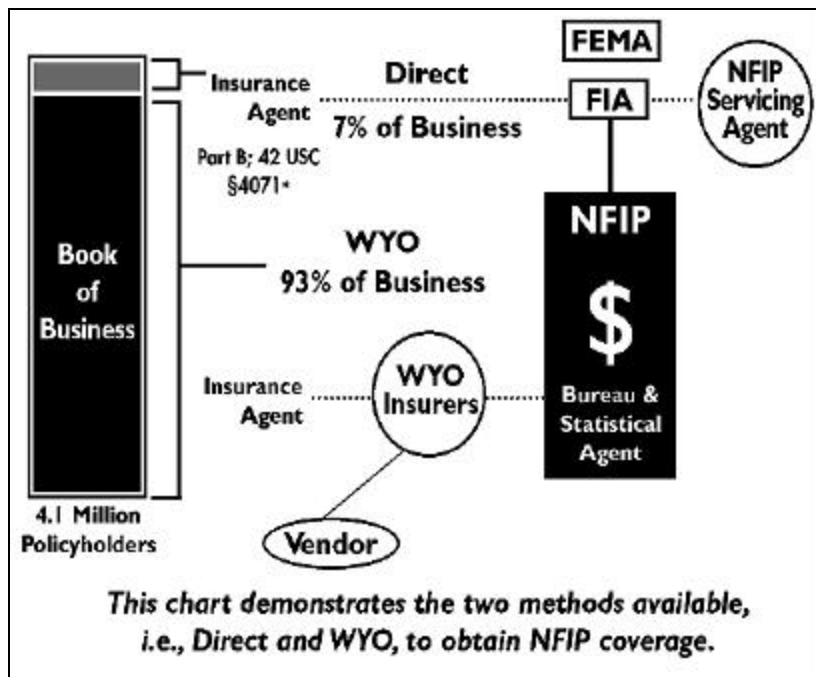 FEMA
Direct
Insurance
Agent
FIA
NFIP
Servicing
Agent
7% of Business
Part B; 42 USC
§4071*
NFIP
$
Bureau &
Statistical
Agent
WYO
93% of Business
Book
of
Business
Insurance
Agent
WYO
Insurers
4.1 Million
Policyholders
Vendor
This chart demonstrates the two methods available,
i.e., Direct and WYO, to obtain NFIP coverage.